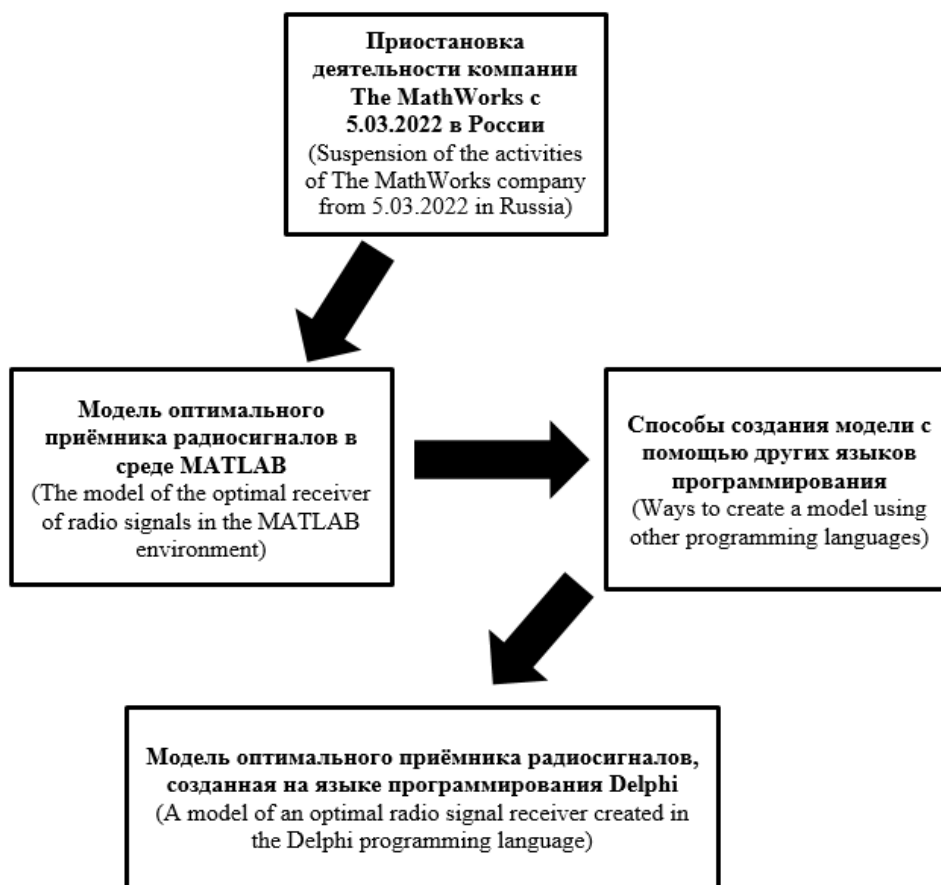 Приостановка
деятельности компании
The MathWorks с
5.03.2022 в России
(Suspension of the activities
of The MathWorks company
from 5.03.2022 in Russia)
Модель оптимального
приёмника радиосигналов в
среде MATLAB
(The model of the optimal receiver
of radio signals in the MATLAB
environment)
Способы создания модели с
помощью других языков
программирования
(Ways to create a model using
other programming languages)
Модель оптимального приёмника радиосигналов,
созданная на языке программирования Delphi
(A model of an optimal radio signal receiver created in
the Delphi programming language)